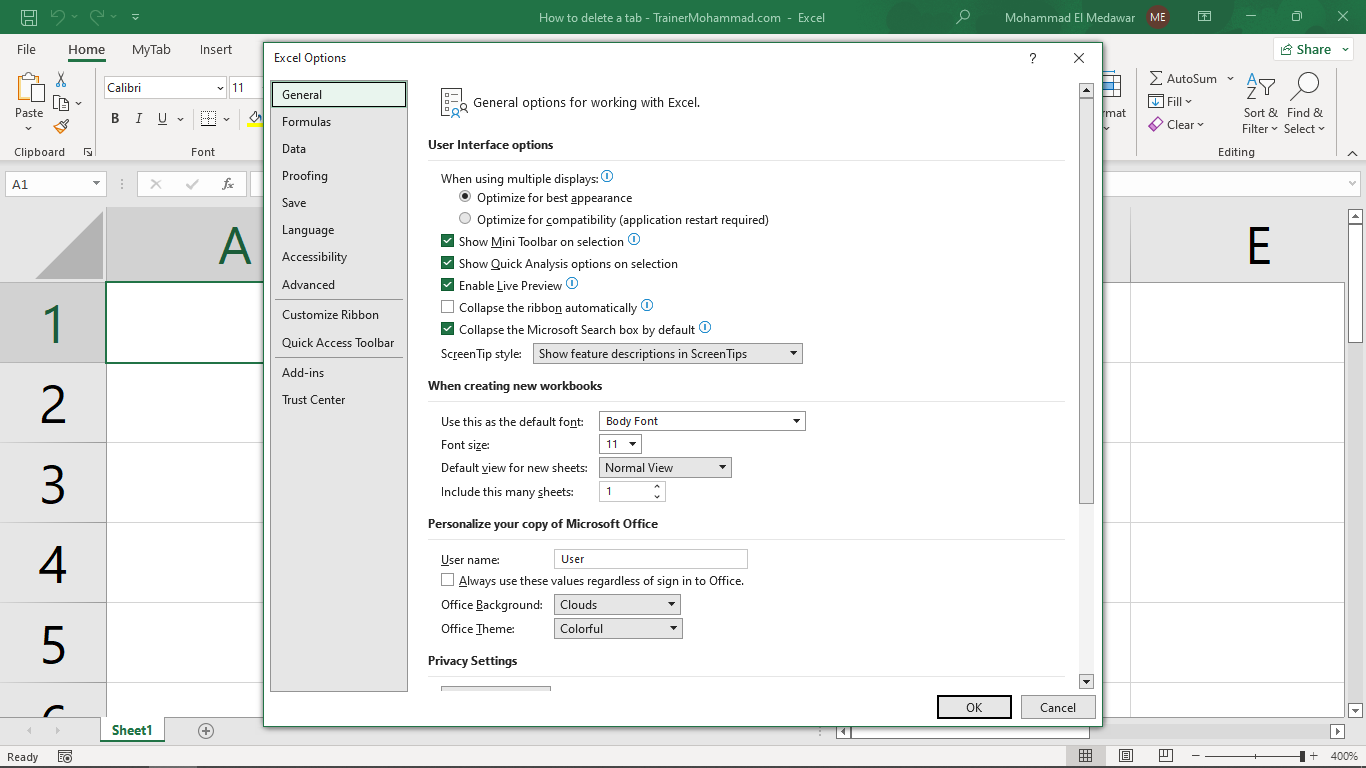 How to delete a tab - TrainerMohammad.com - Excel
Mohammad El Medawar ME
File Home MyTab Insert
Share
Paste
Clipboard
Calibri 11
B I U
Font
mat
AutoSum
Fill
Clear
Sort & Filter
Find & Select
Editing
A1
fx
A E
1
2
3
4
5
Excel Options
?
General
Formulas
Data
Proofing
Save
Language
Accessibility
Advanced
Customize Ribbon
Quick Access Toolbar
Add-ins
Trust Center
General options for working with Excel.
User Interface options
When using multiple displays:
Optimize for best appearance
Optimize for compatibility (application restart required)
Show Mini Toolbar on selection
Show Quick Analysis options on selection
Enable Live Preview
Collapse the ribbon automatically
Collapse the Microsoft Search box by default
ScreenTip style: Show feature descriptions in ScreenTips
When creating new workbooks
Use this as the default font: Body Font
Font size: 11
Default view for new sheets: Normal View
Include this many sheets: 1
Personalize your copy of Microsoft Office
User name: User
Always use these values regardless of sign in to Office.
Office Background: Clouds
Office Theme: Colorful
Privacy Settings
OK Cancel
Sheet1
Ready
400%